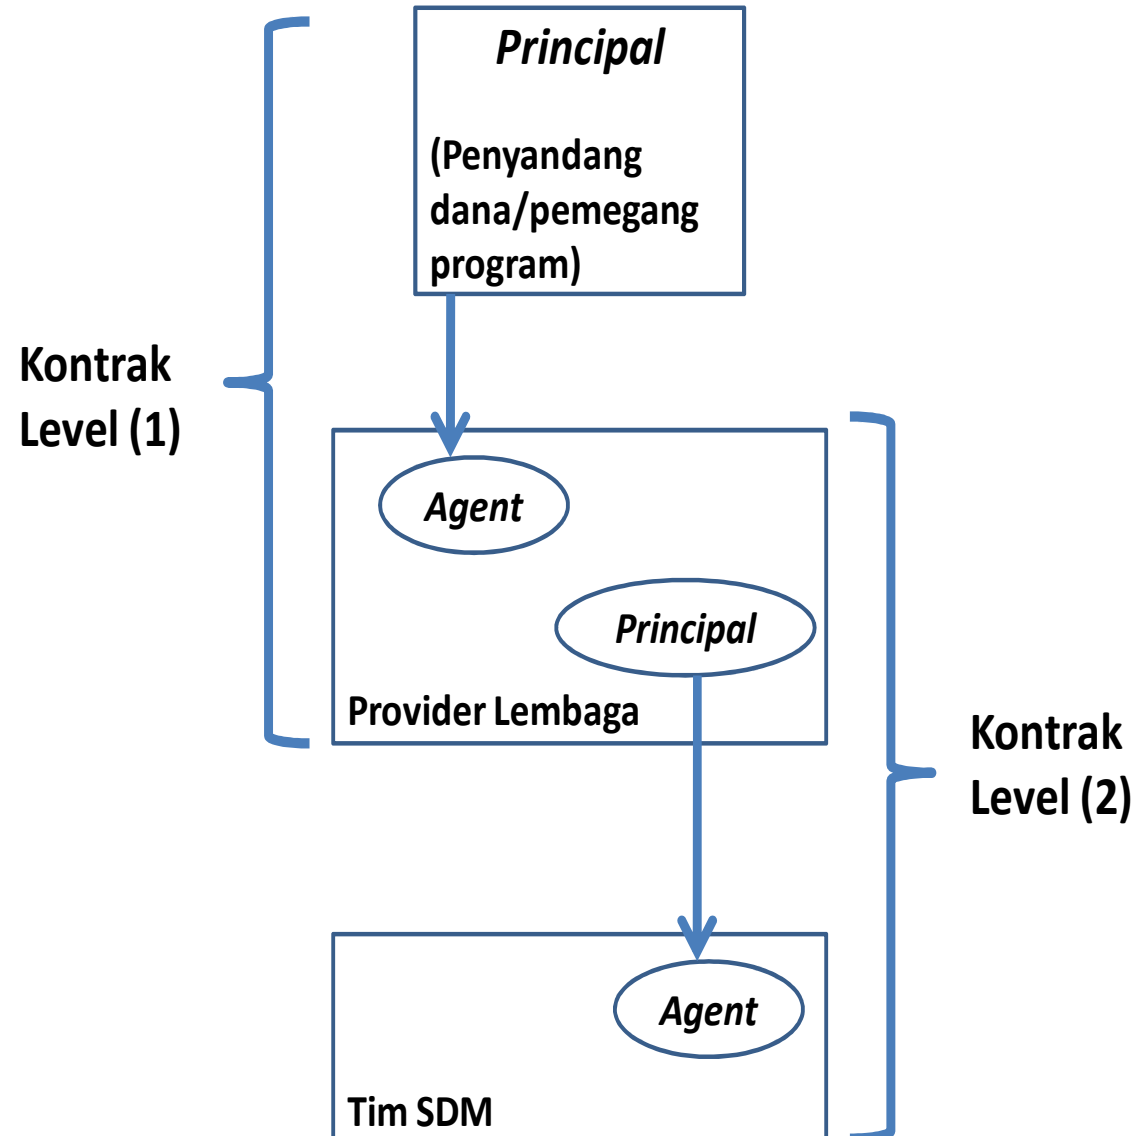 Principal
(Penyandang
dana/pemegang
program)
Kontrak
Level (1)
Agent
Principal
Provider Lembaga
Kontrak
Level (2)
Agent
Tim SDM